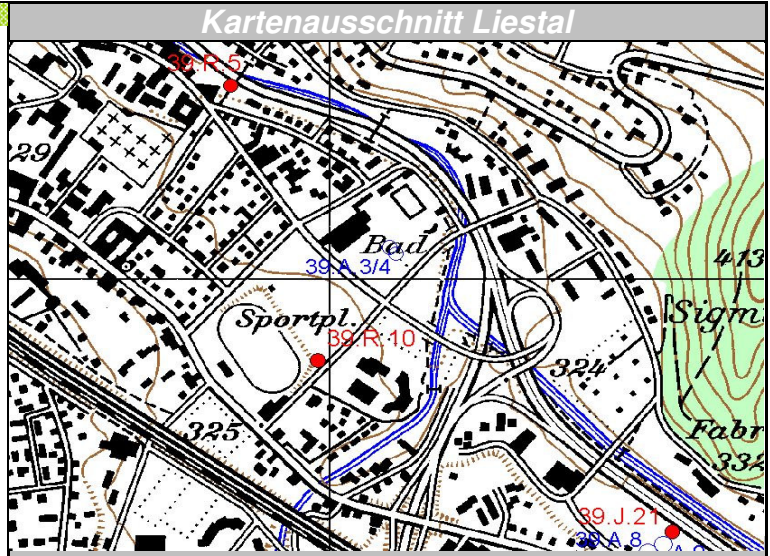 Kartenausschnitt Liestal
39.R.5
29
Bad
413
39.A.3/4
Sportpl.
Sigm
39.R.10
324
325
Fabr
332
39.J.21
39.A.8